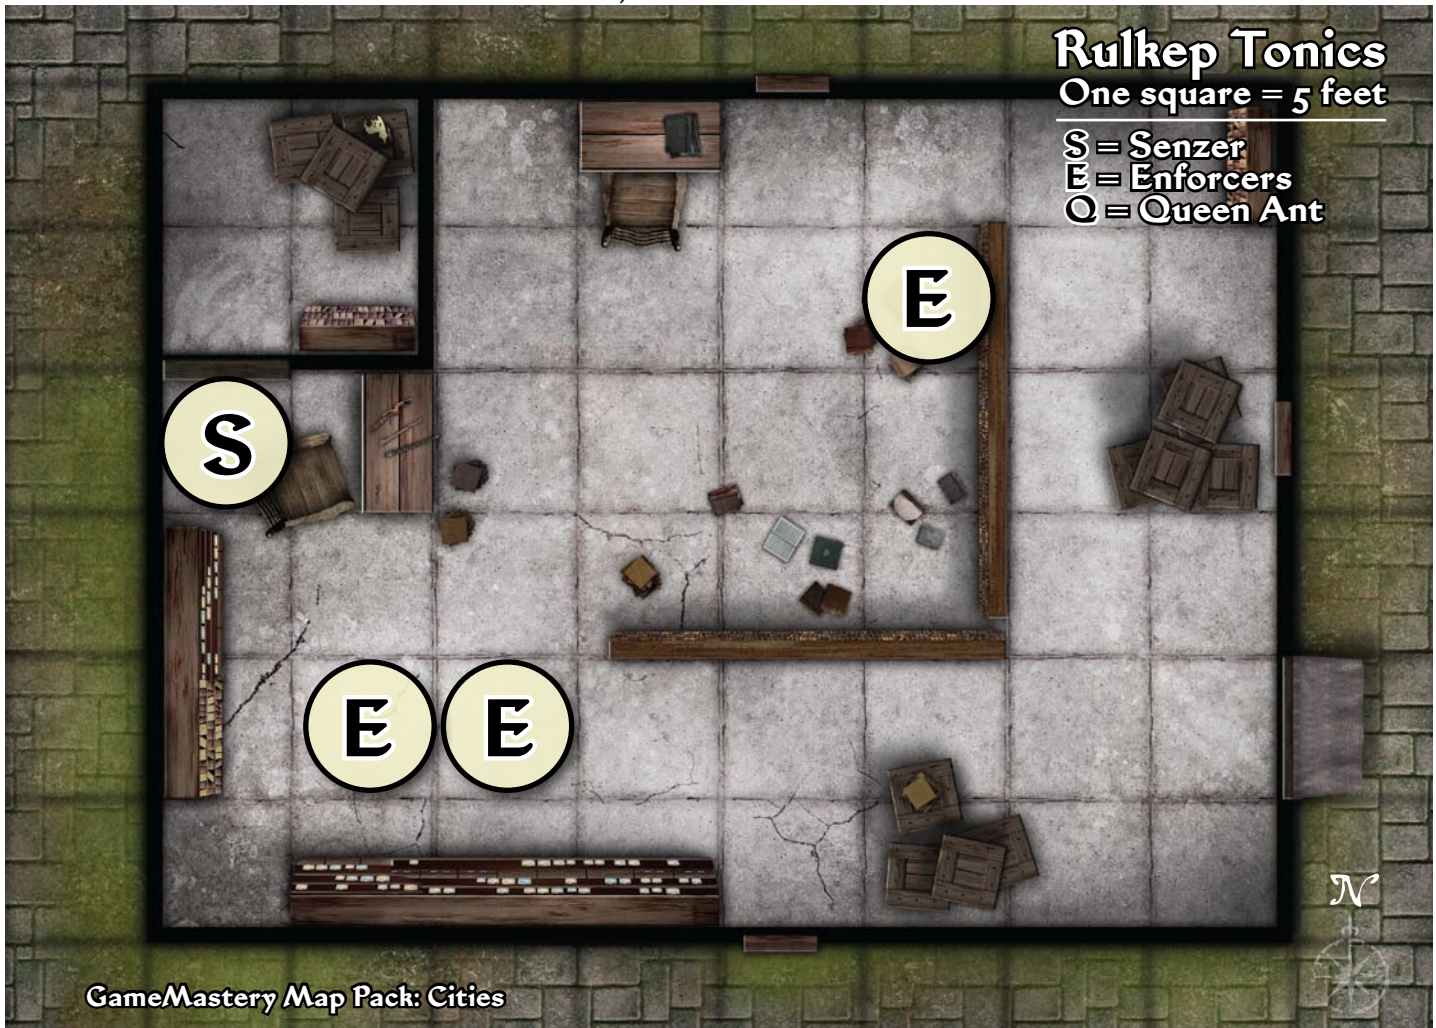 Rulkep Tonics
One square = 5 feet
S = Senzer
E = Enforcers
Q = Queen Ant
E
S
E E
N
GameMastery Map Pack: Cities